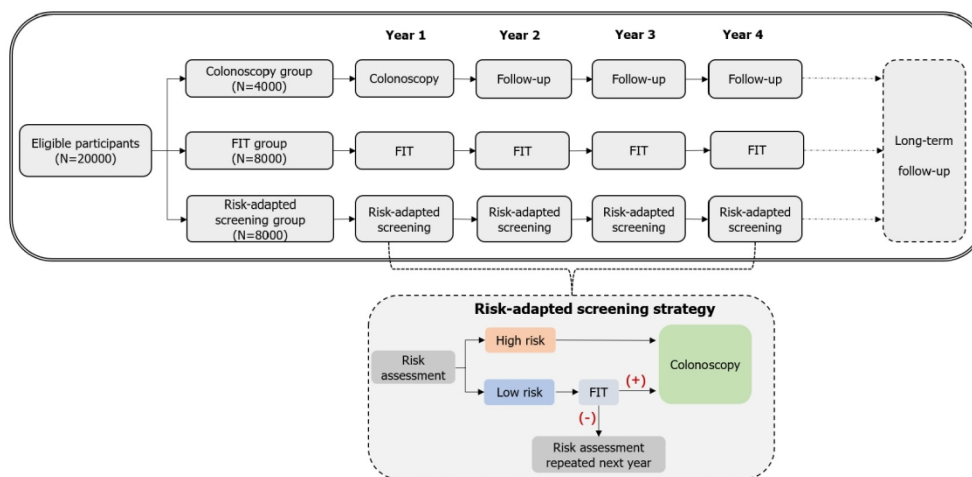 Year 1
Year 2
Year 3
Year 4
Colonoscopy group
(N=4000)
Colonoscopy
Follow-up
Follow-up
Follow-up
Eligible participants
(N=20000)
FIT group
(N=8000)
FIT
FIT
FIT
FIT
Long-term
follow-up
Risk-adapted
screening group
(N=8000)
Risk-adapted
screening
Risk-adapted
screening
Risk-adapted
screening
Risk-adapted
screening
Risk-adapted screening strategy
Risk
assessment
High risk
Low risk
FIT
(+)
(-)
Colonoscopy
Risk assessment
repeated next year